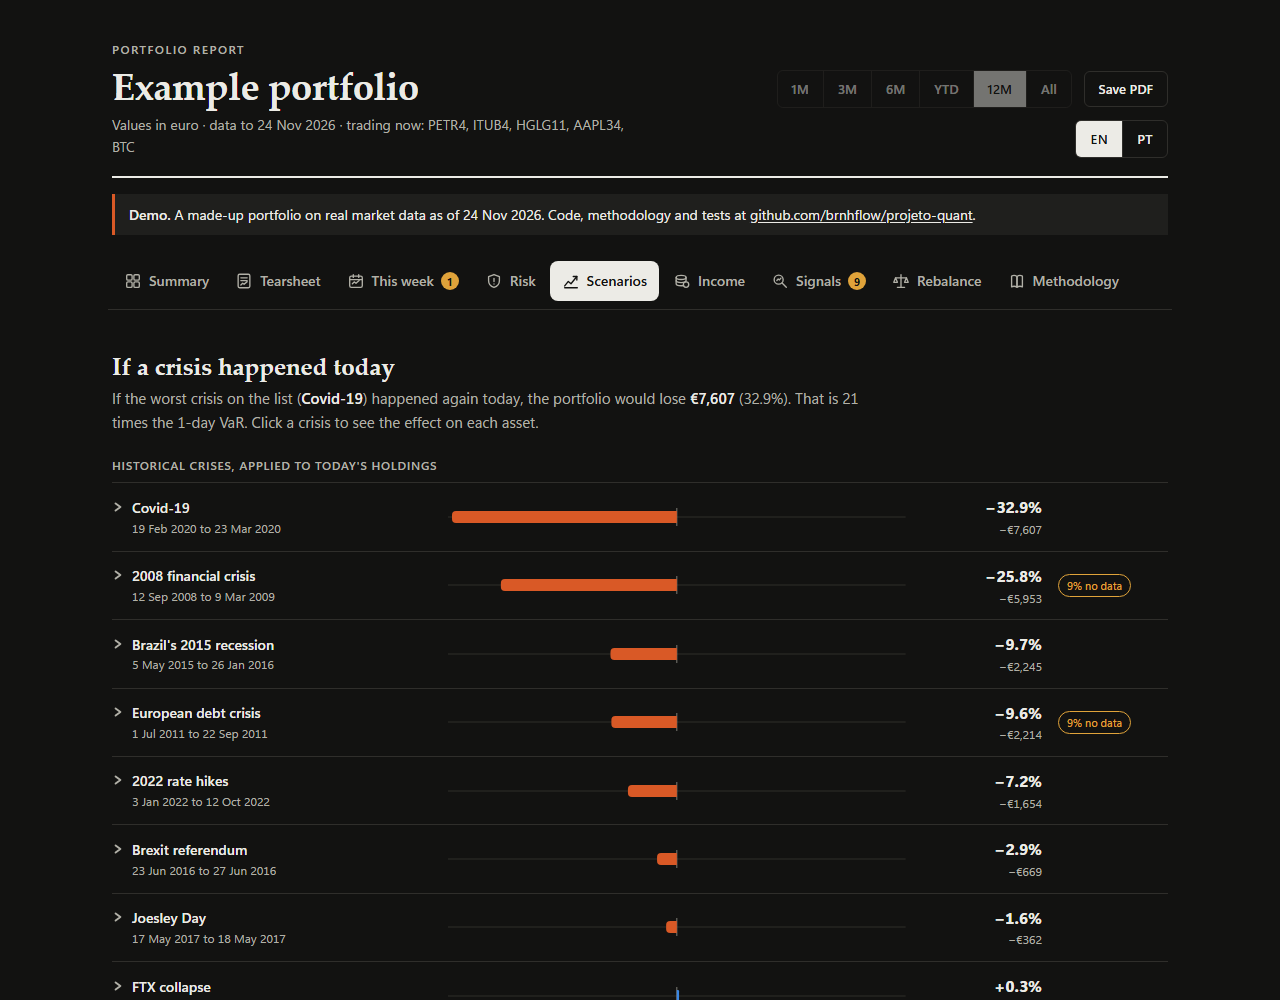 PORTFOLIO REPORT
Example portfolio
1M 3M 6M YTD 12M All Save PDF
Values in euro · data to 24 Nov 2026 · trading now: PETR4, ITUB4, HGLG11, AAPL34,
BTC
EN PT
Demo. A made-up portfolio on real market data as of 24 Nov 2026. Code, methodology and tests at github.com/brnhflow/projeto-quant.
Summary Tearsheet This week 1 Risk Scenarios Income Signals 9 Rebalance Methodology
If a crisis happened today
If the worst crisis on the list (Covid-19) happened again today, the portfolio would lose €7,607 (32.9%). That is 21
times the 1-day VaR. Click a crisis to see the effect on each asset.
HISTORICAL CRISES, APPLIED TO TODAY'S HOLDINGS
Covid-19 −32.9%
19 Feb 2020 to 23 Mar 2020 −€7,607
2008 financial crisis −25.8% 9% no data
12 Sep 2008 to 9 Mar 2009 −€5,953
Brazil's 2015 recession −9.7%
5 May 2015 to 26 Jan 2016 −€2,245
European debt crisis −9.6% 9% no data
1 Jul 2011 to 22 Sep 2011 −€2,214
2022 rate hikes −7.2%
3 Jan 2022 to 12 Oct 2022 −€1,654
Brexit referendum −2.9%
23 Jun 2016 to 27 Jun 2016 −€669
Joesley Day −1.6%
17 May 2017 to 18 May 2017 −€362
FTX collapse +0.3%